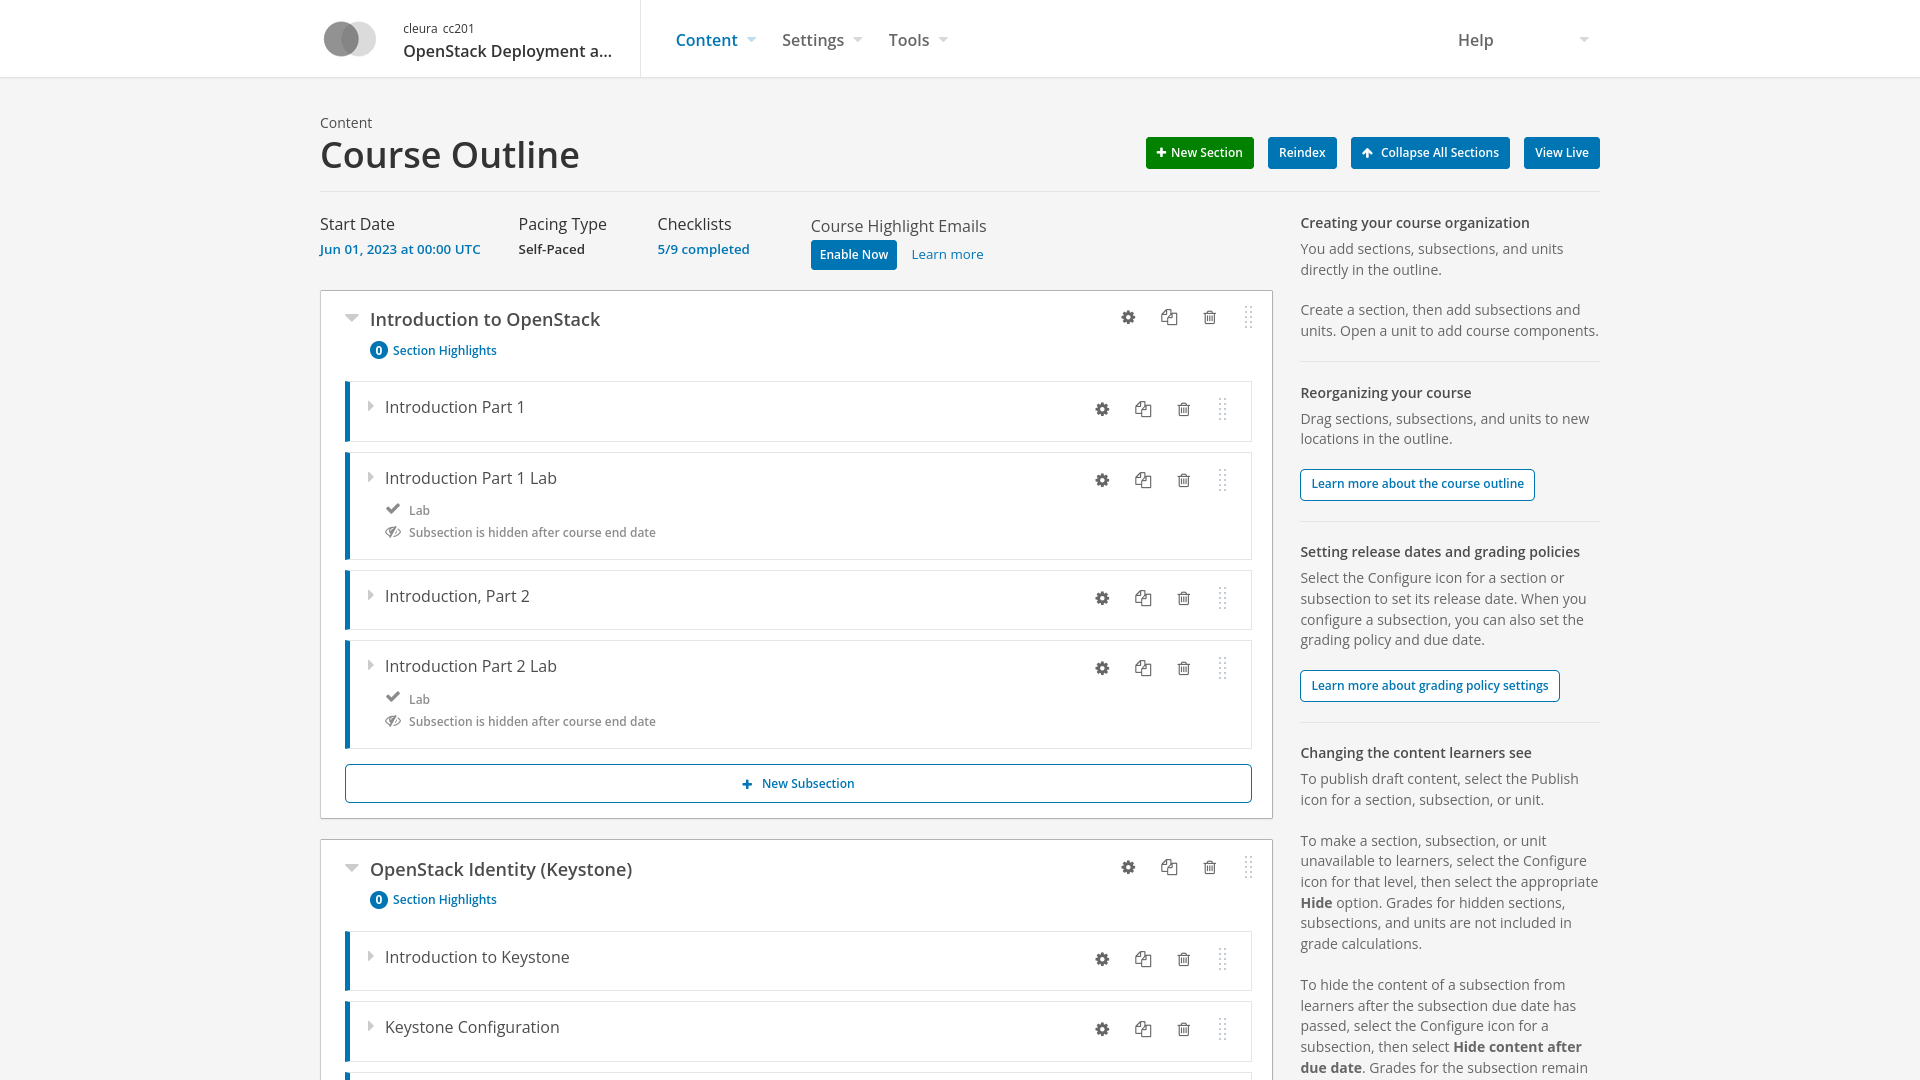 cleura cc201
OpenStack Deployment a...
Content
Settings
Tools
Help
Content
Course Outline
New Section
Reindex
Collapse All Sections
View Live
Start Date
Jun 01, 2023 at 00:00 UTC
Pacing Type
Self-Paced
Checklists
5/9 completed
Course Highlight Emails
Enable Now
Learn more
Introduction to OpenStack
0 Section Highlights
Introduction Part 1
Introduction Part 1 Lab
Lab
Subsection is hidden after course end date
Introduction, Part 2
Introduction Part 2 Lab
Lab
Subsection is hidden after course end date
New Subsection
OpenStack Identity (Keystone)
0 Section Highlights
Introduction to Keystone
Keystone Configuration
Creating your course organization
You add sections, subsections, and units
directly in the outline.
Create a section, then add subsections and
units. Open a unit to add course components.
Reorganizing your course
Drag sections, subsections, and units to new
locations in the outline.
Learn more about the course outline
Setting release dates and grading policies
Select the Configure icon for a section or
subsection to set its release date. When you
configure a subsection, you can also set the
grading policy and due date.
Learn more about grading policy settings
Changing the content learners see
To publish draft content, select the Publish
icon for a section, subsection, or unit.
To make a section, subsection, or unit
unavailable to learners, select the Configure
icon for that level, then select the appropriate
Hide option. Grades for hidden sections,
subsections, and units are not included in
grade calculations.
To hide the content of a subsection from
learners after the subsection due date has
passed, select the Configure icon for a
subsection, then select Hide content after
due date. Grades for the subsection remain